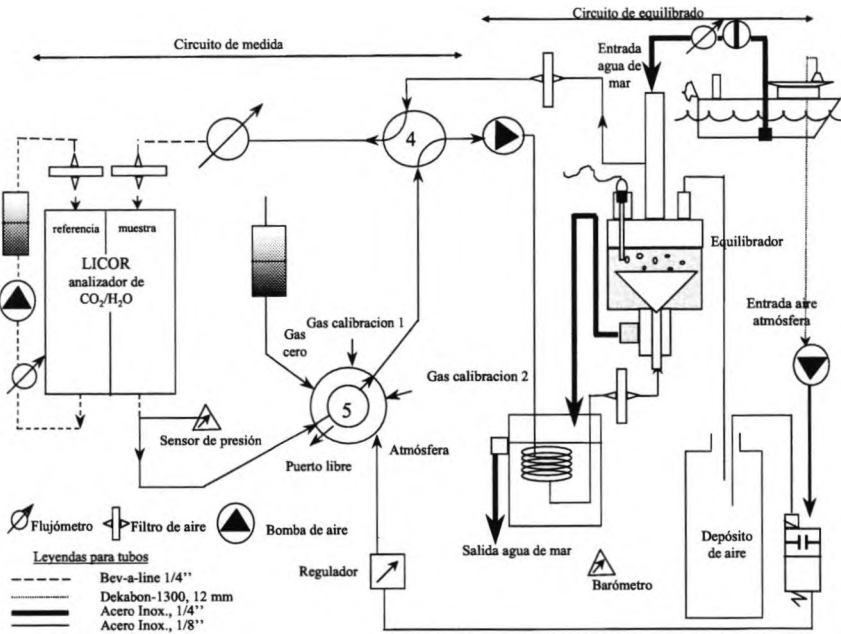 Circuito de equilibrado
Circuito de medida
Entrada
agua de
mar
4
referencia
muestra
LICOR
analizador de
CO₂/H₂O
Equilibrador
Entrada aire
atmósfera
Gas
cero
Gas calibracion 1
Gas calibracion 2
5
Sensor de presión
Puerto libre
Atmósfera
Flujómetro
Filtro de aire
Bomba de aire
Salida agua de mar
Depósito
de aire
Regulador
Barómetro
Leyendas para tubos
Bev-a-line 1/4’’
Dekabon-1300, 12 mm
Acero Inox., 1/4’’
Acero Inox., 1/8’’